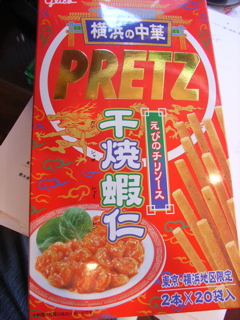 glico
横浜の中華
PRETZ
干焼蝦仁
えびのチリソース
東京・横浜地区限定
2本×20袋入